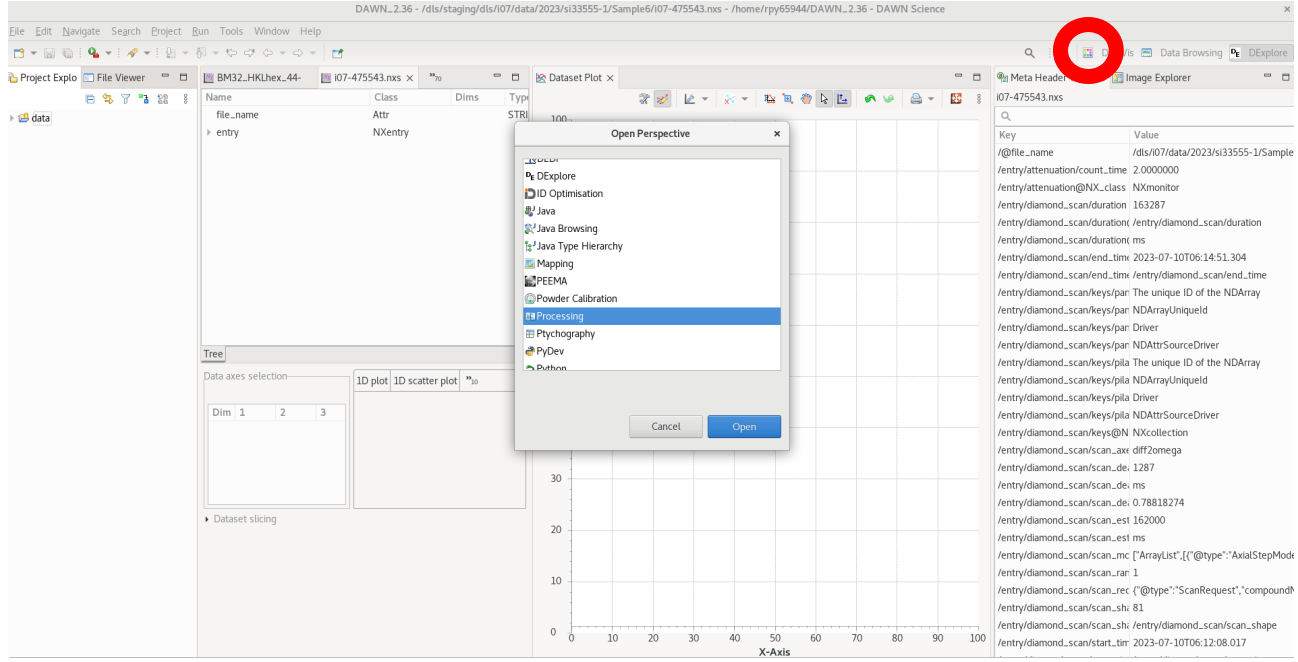 DAWN_2.36 - /dls/staging/dls/i07/data/2023/si33555-1/Sample6/i07-475543.nxs - /home/rpy65944/DAWN_2.36 - DAWN Science
File Edit Navigate Search Project Run Tools Window Help
Data Browsing DExplore
Project Explo File Viewer
data
BM32_HKLhex_44- i07-475543.nxs »70
Name Class Dims Type
file_name Attr STRI
entry NXentry
Tree
Data axes selection
Dim 1 2 3
1D plot 1D scatter plot »10
Dataset slicing
Dataset Plot
100
30
20
10
0
0 10 20 30 40 50 60 70 80 90 100
X-Axis
Open Perspective
DExplore
ID Optimisation
Java
Java Browsing
Java Type Hierarchy
Mapping
PEEMA
Powder Calibration
Processing
Ptychography
PyDev
Python
Cancel Open
Meta Header Image Explorer
i07-475543.nxs
Key Value
/@file_name /dls/i07/data/2023/si33555-1/Sample
/entry/attenuation/count_time 2.0000000
/entry/attenuation@NX_class NXmonitor
/entry/diamond_scan/duration 163287
/entry/diamond_scan/duration( /entry/diamond_scan/duration
/entry/diamond_scan/duration( ms
/entry/diamond_scan/end_time 2023-07-10T06:14:51.304
/entry/diamond_scan/end_time /entry/diamond_scan/end_time
/entry/diamond_scan/keys/pan The unique ID of the NDArray
/entry/diamond_scan/keys/pan NDArrayUniqueId
/entry/diamond_scan/keys/pan Driver
/entry/diamond_scan/keys/pan NDAttrSourceDriver
/entry/diamond_scan/keys/pila The unique ID of the NDArray
/entry/diamond_scan/keys/pila NDArrayUniqueId
/entry/diamond_scan/keys/pila Driver
/entry/diamond_scan/keys/pila NDAttrSourceDriver
/entry/diamond_scan/keys@N NXcollection
/entry/diamond_scan/scan_axe diff2omega
/entry/diamond_scan/scan_dea 1287
/entry/diamond_scan/scan_dea ms
/entry/diamond_scan/scan_dea 0.78818274
/entry/diamond_scan/scan_est 162000
/entry/diamond_scan/scan_est ms
/entry/diamond_scan/scan_mo ["ArrayList",[{"@type":"AxialStepMode
/entry/diamond_scan/scan_ran 1
/entry/diamond_scan/scan_req {"@type":"ScanRequest","compoundM
/entry/diamond_scan/scan_sha 81
/entry/diamond_scan/scan_sha /entry/diamond_scan/scan_shape
/entry/diamond_scan/start_tim 2023-07-10T06:12:08.017